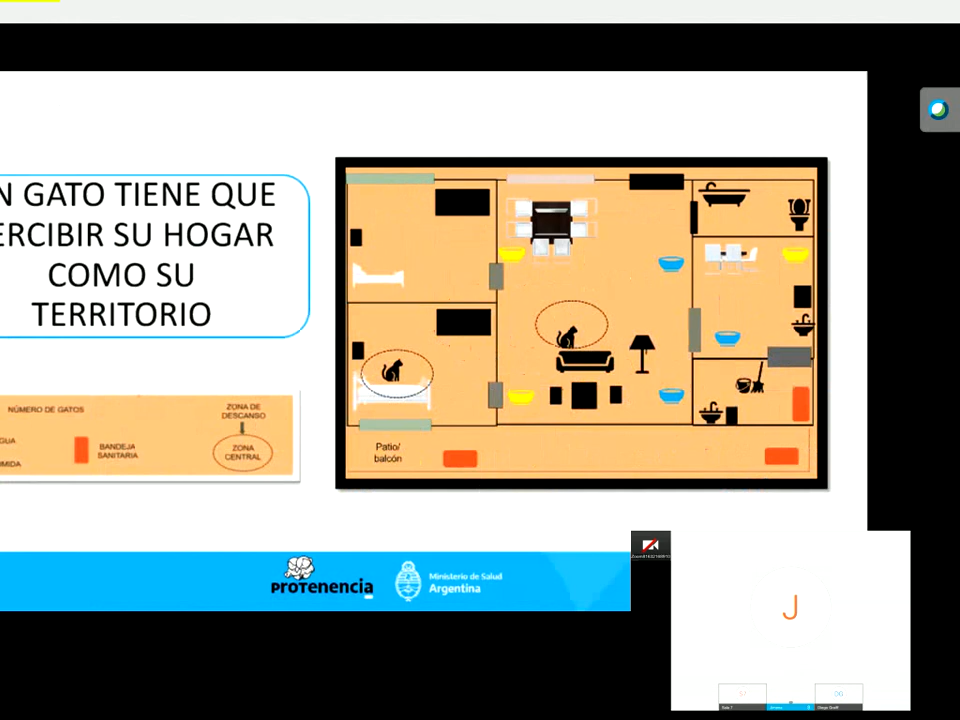 N GATO TIENE QUE
ERCIBIR SU HOGAR
COMO SU
TERRITORIO
NÚMERO DE GATOS
ZONA DE
DESCANSO
GUA
MIDA
BANDEJA
SANITARIA
ZONA
CENTRAL
Patio/
balcón
PROTENENCIA
Ministerio de Salud
Argentina
J